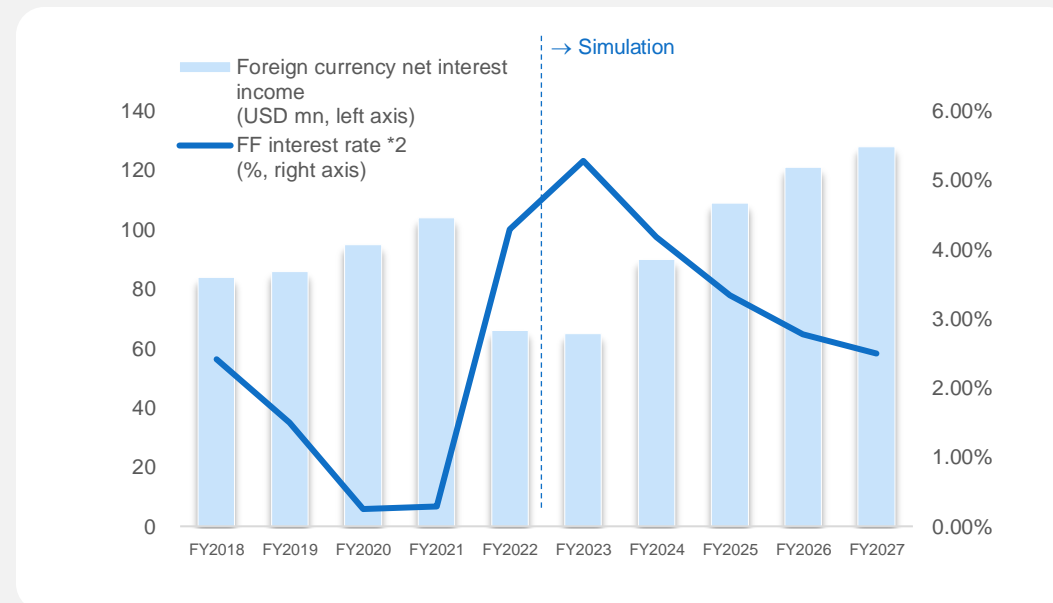 → Simulation
Foreign currency net interest
income
(USD mn, left axis)
FF interest rate *2
(%, right axis)
140
120
100
80
60
40
20
0
6.00%
5.00%
4.00%
3.00%
2.00%
1.00%
0.00%
FY2018 FY2019 FY2020 FY2021 FY2022 FY2023 FY2024 FY2025 FY2026 FY2027